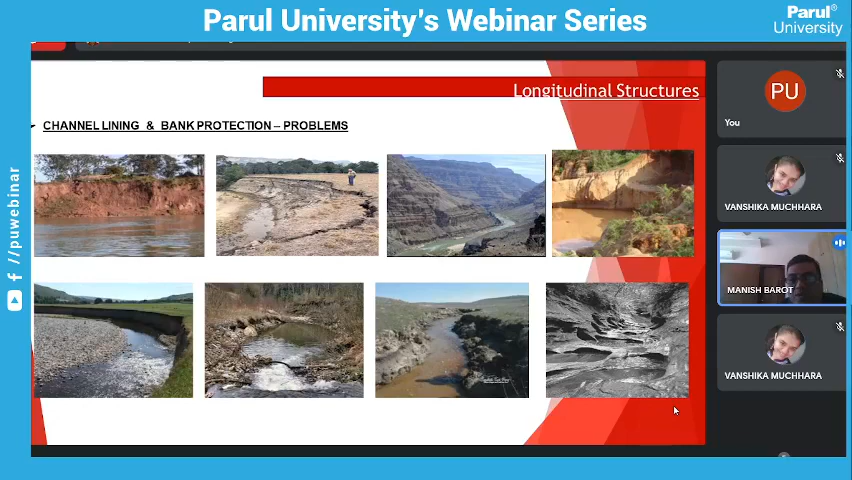 Parul University's Webinar Series
Parul®
University
Longitudinal Structures
CHANNEL LINING & BANK PROTECTION – PROBLEMS
PU
You
VANSHIKA MUCHHARA
MANISH BAROT
VANSHIKA MUCHHARA
//puwebinar